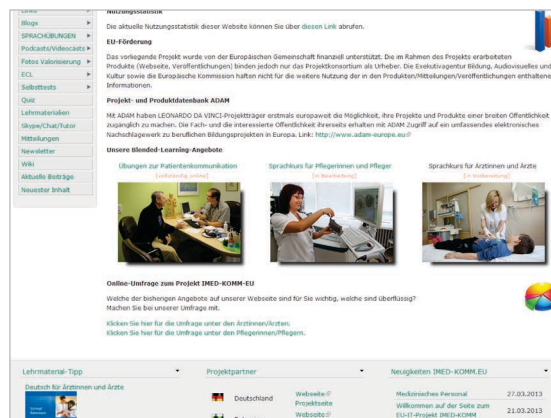 Links
Blogs
SPRACHÜBUNGEN
Podcasts/Videocasts
Fotos Valorisierung
ECL
Selbsttests
Quiz
Lehrmaterialien
Skype/Chat/Tutor
Mitteilungen
Newsletter
Wiki
Aktuelle Beiträge
Neuester Inhalt
Nutzungsstatistik
Die aktuelle Nutzungsstatistik dieser Website können Sie über diesen Link abrufen.
EU-Förderung
Das vorliegende Projekt wurde von der Europäischen Gemeinschaft finanziell unterstützt. Die im Rahmen des Projekts erarbeiteten
Produkte (Webseite, Veröffentlichungen) binden jedoch nur das Projektkonsortium als Urheber. Die Exekutivagentur Bildung, Audiovisuelles und
Kultur sowie die Europäische Kommission haften nicht für die weitere Nutzung der in den Produkten/Mitteilungen/Veröffentlichungen enthaltene
Informationen.
Projekt- und Produktdatenbank ADAM
Mit ADAM haben LEONARDO DA VINCI-Projektträger erstmals europaweit die Möglichkeit, ihre Projekte und Produkte einer breiten Öffentlichkeit
zugänglich zu machen. Die Fach- und die interessierte Öffentlichkeit ihrerseits erhalten mit ADAM Zugriff auf ein umfassendes elektronisches
Nachschlagewerk zu beruflichen Bildungsprojekten in Europa. Link: http://www.adam-europe.eu
Unsere Blended-Learning-Angebote
Übungen zur Patientenkommunikation
[vollständig online]
Sprachkurs für Pflegerinnen und Pfleger
[in Bearbeitung]
Sprachkurs für Ärztinnen und Ärzte
[in Vorbereitung]
Online-Umfrage zum Projekt IMED-KOMM-EU
Welche der bisherigen Angebote auf unserer Webseite sind für Sie wichtig, welche sind überflüssig?
Machen Sie bei unserer Umfrage mit.
Klicken Sie hier für die Umfrage unter den Ärztinnen/Ärzten.
Klicken Sie hier für die Umfrage unter den Pflegerinnen/Pflegern.
Lehrmaterial-Tipp
Deutsch für Ärztinnen und Ärzte
Projektpartner
Deutschland
Webseite
Projektseite
Webseite
Neuigkeiten IMED-KOMM.EU
Medizinisches Personal 27.03.2013
Willkommen auf der Seite zum 21.03.2013
EU-IT-Projekt IMED-KOMM